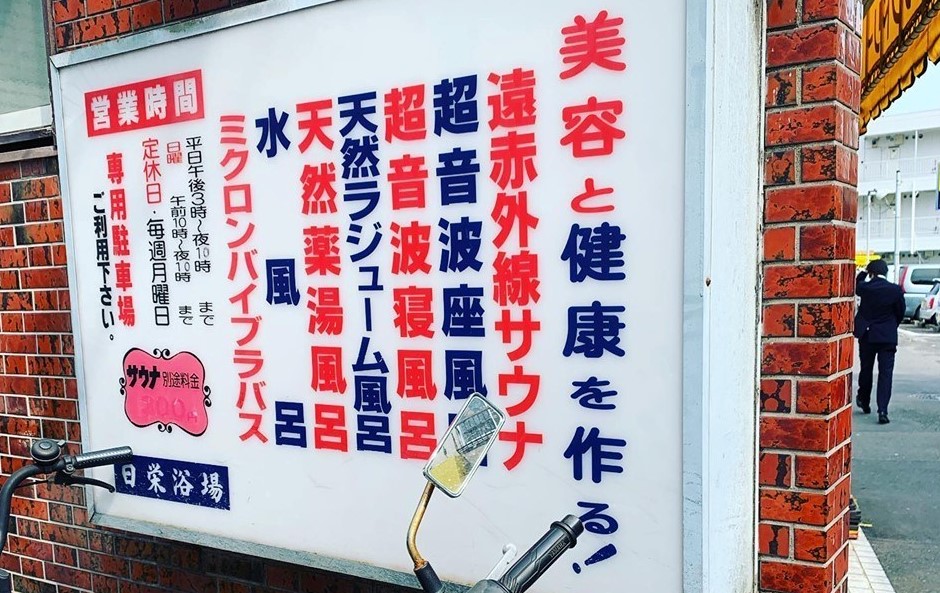 美容と健康を作る!
遠赤外線サウナ
超音波座風呂
超音波寝風呂
天然ラジューム風呂
天然薬湯風呂
水風呂
ミクロンバイブラバス
営業時間
平日午後3時〜夜10時まで
日曜午前10時〜夜10時まで
定休日・毎週月曜日
専用駐車場
ご利用下さい。
サウナ別途料金
日栄浴場